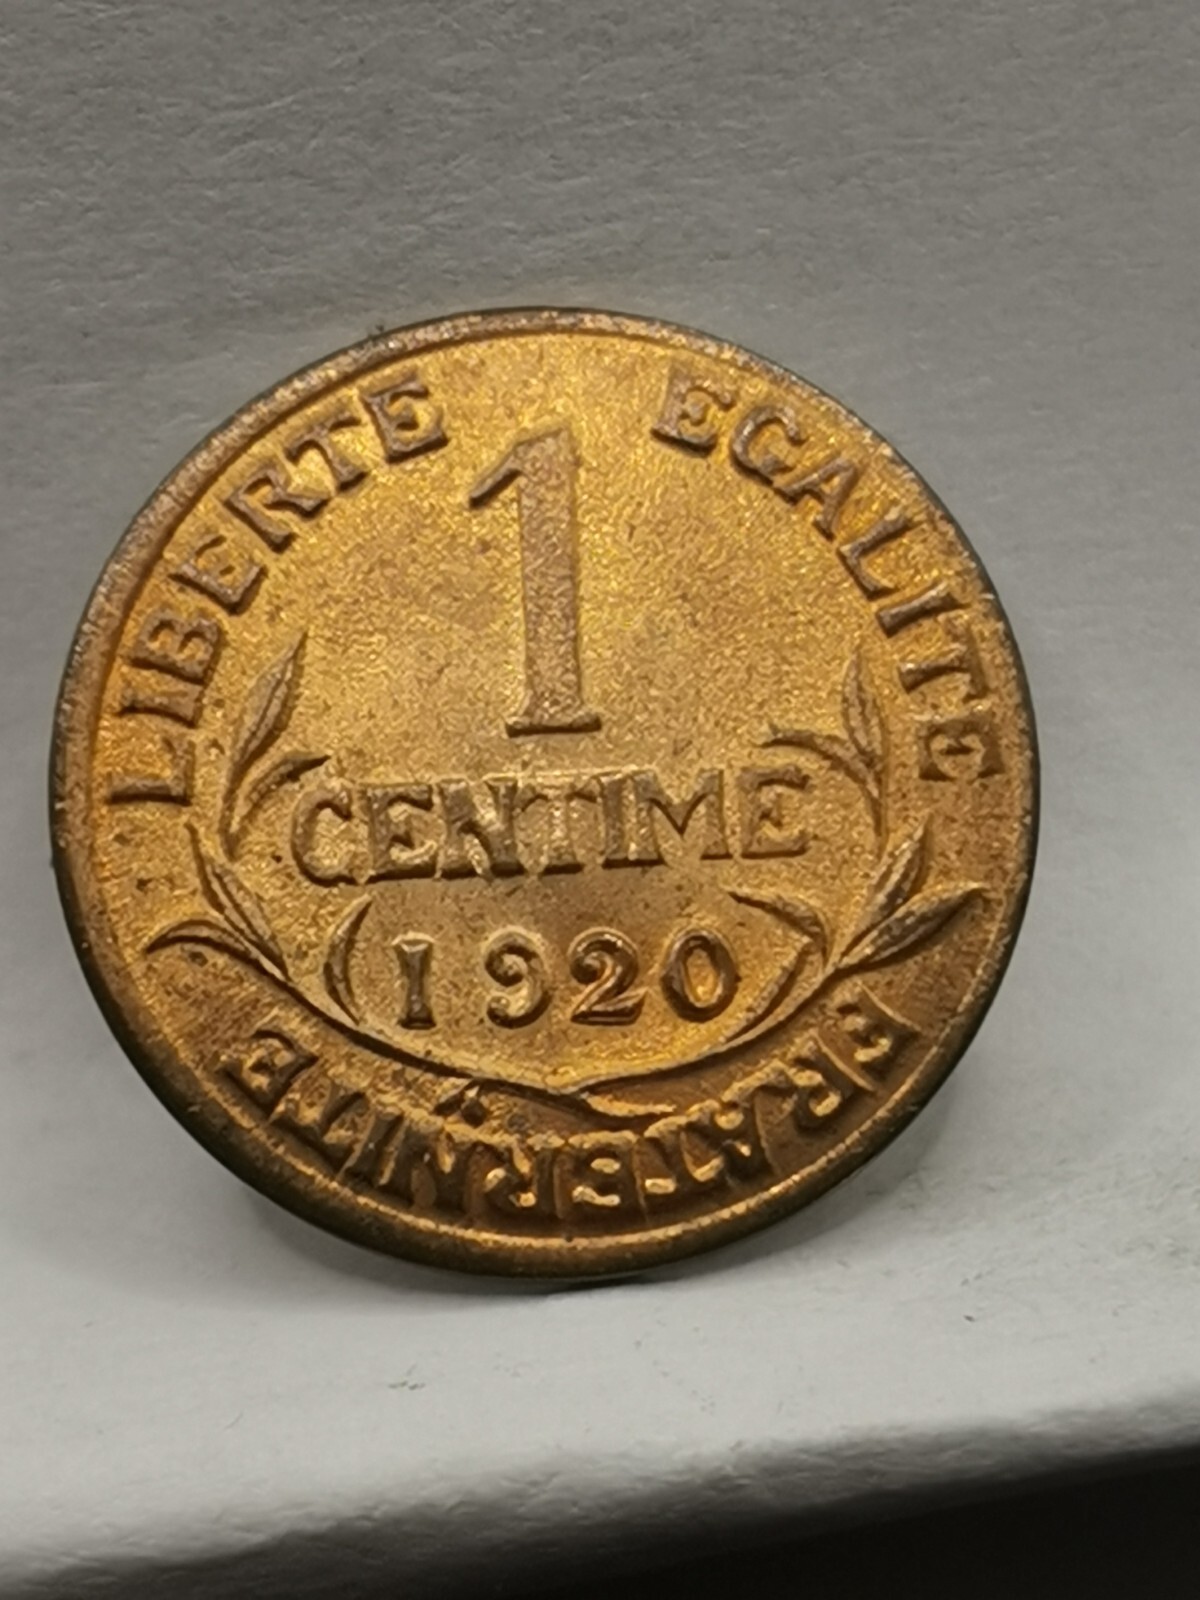 LIBERTE EGALITE
1
CENTIME
1920
FRATERNITE